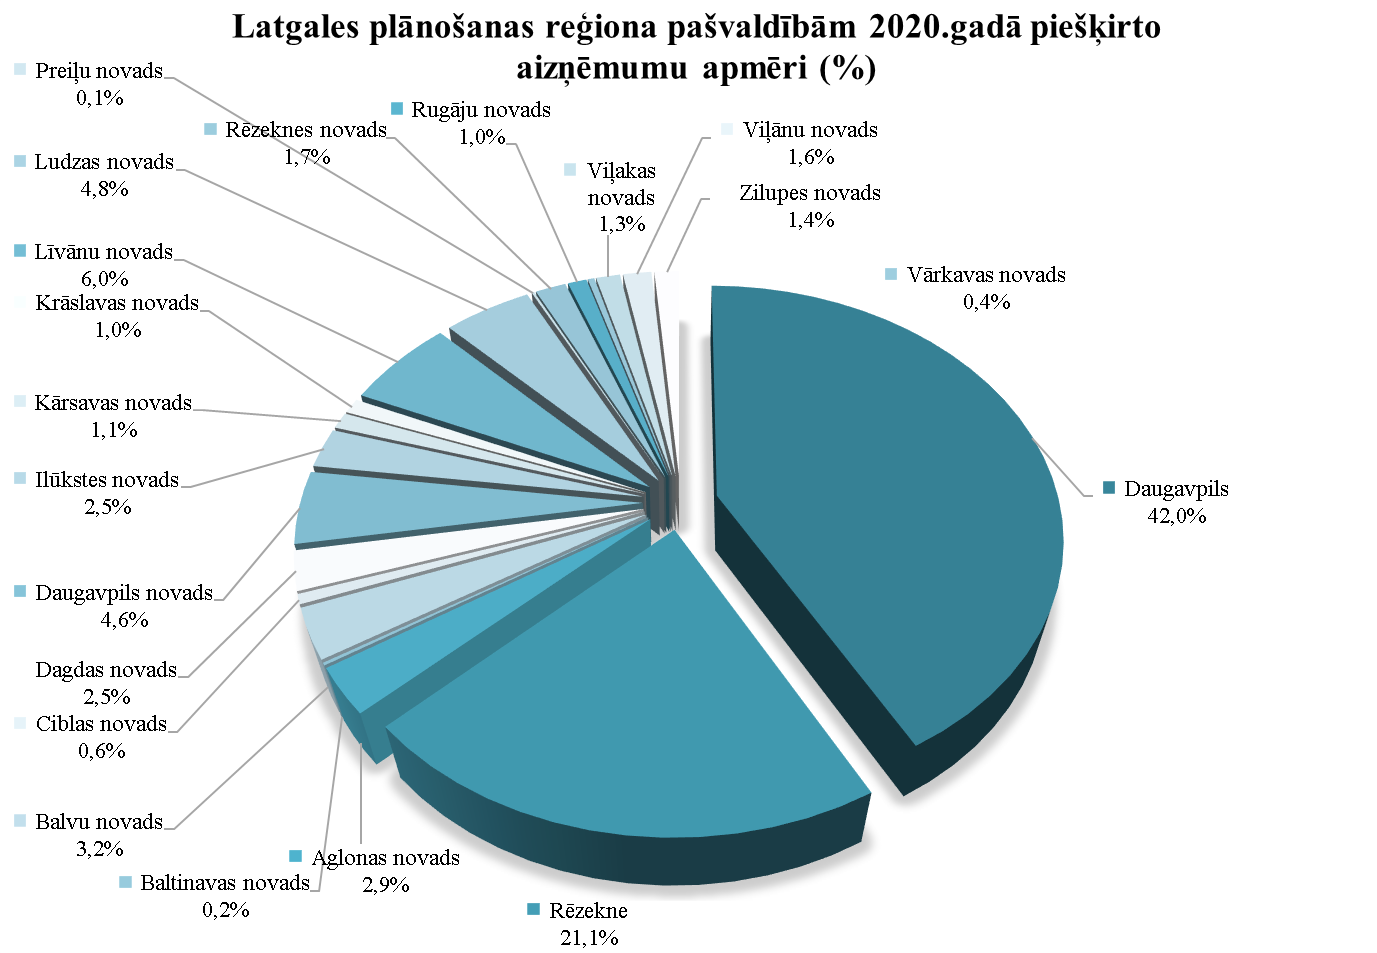 Latgales plānošanas reģiona pašvaldībām 2020.gadā piešķirto
aizņēmumu apmēri (%)
Preiļu novads
0,1%
Rēzeknes novads
1,7%
Rugāju novads
1,0%
Viļakas
novads
1,3%
Viļānu novads
1,6%
Zilupes novads
1,4%
Vārkavas novads
0,4%
Ludzas novads
4,8%
Līvānu novads
6,0%
Krāslavas novads
1,0%
Kārsavas novads
1,1%
Ilūkstes novads
2,5%
Daugavpils
42,0%
Daugavpils novads
4,6%
Dagdas novads
2,5%
Ciblas novads
0,6%
Balvu novads
3,2%
Aglonas novads
2,9%
Baltinavas novads
0,2%
Rēzekne
21,1%